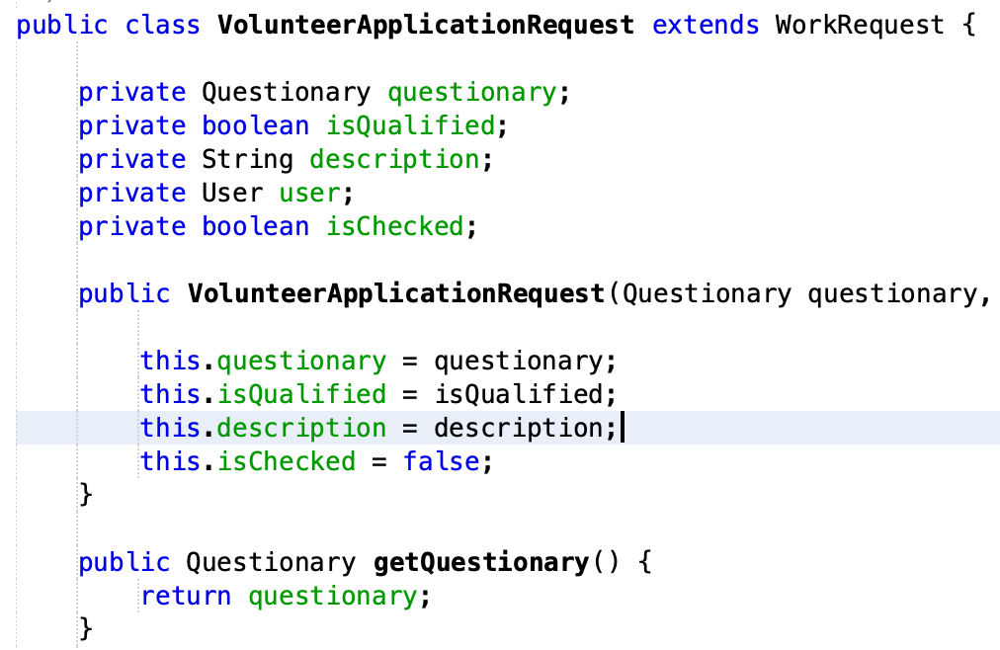 public class VolunteerApplicationRequest extends WorkRequest {
private Questionary questionary;
private boolean isQualified;
private String description;
private User user;
private boolean isChecked;
public VolunteerApplicationRequest(Questionary questionary,
this.questionary = questionary;
this.isQualified = isQualified;
this.description = description;
this.isChecked = false;
}
public Questionary getQuestionary() {
return questionary;
}